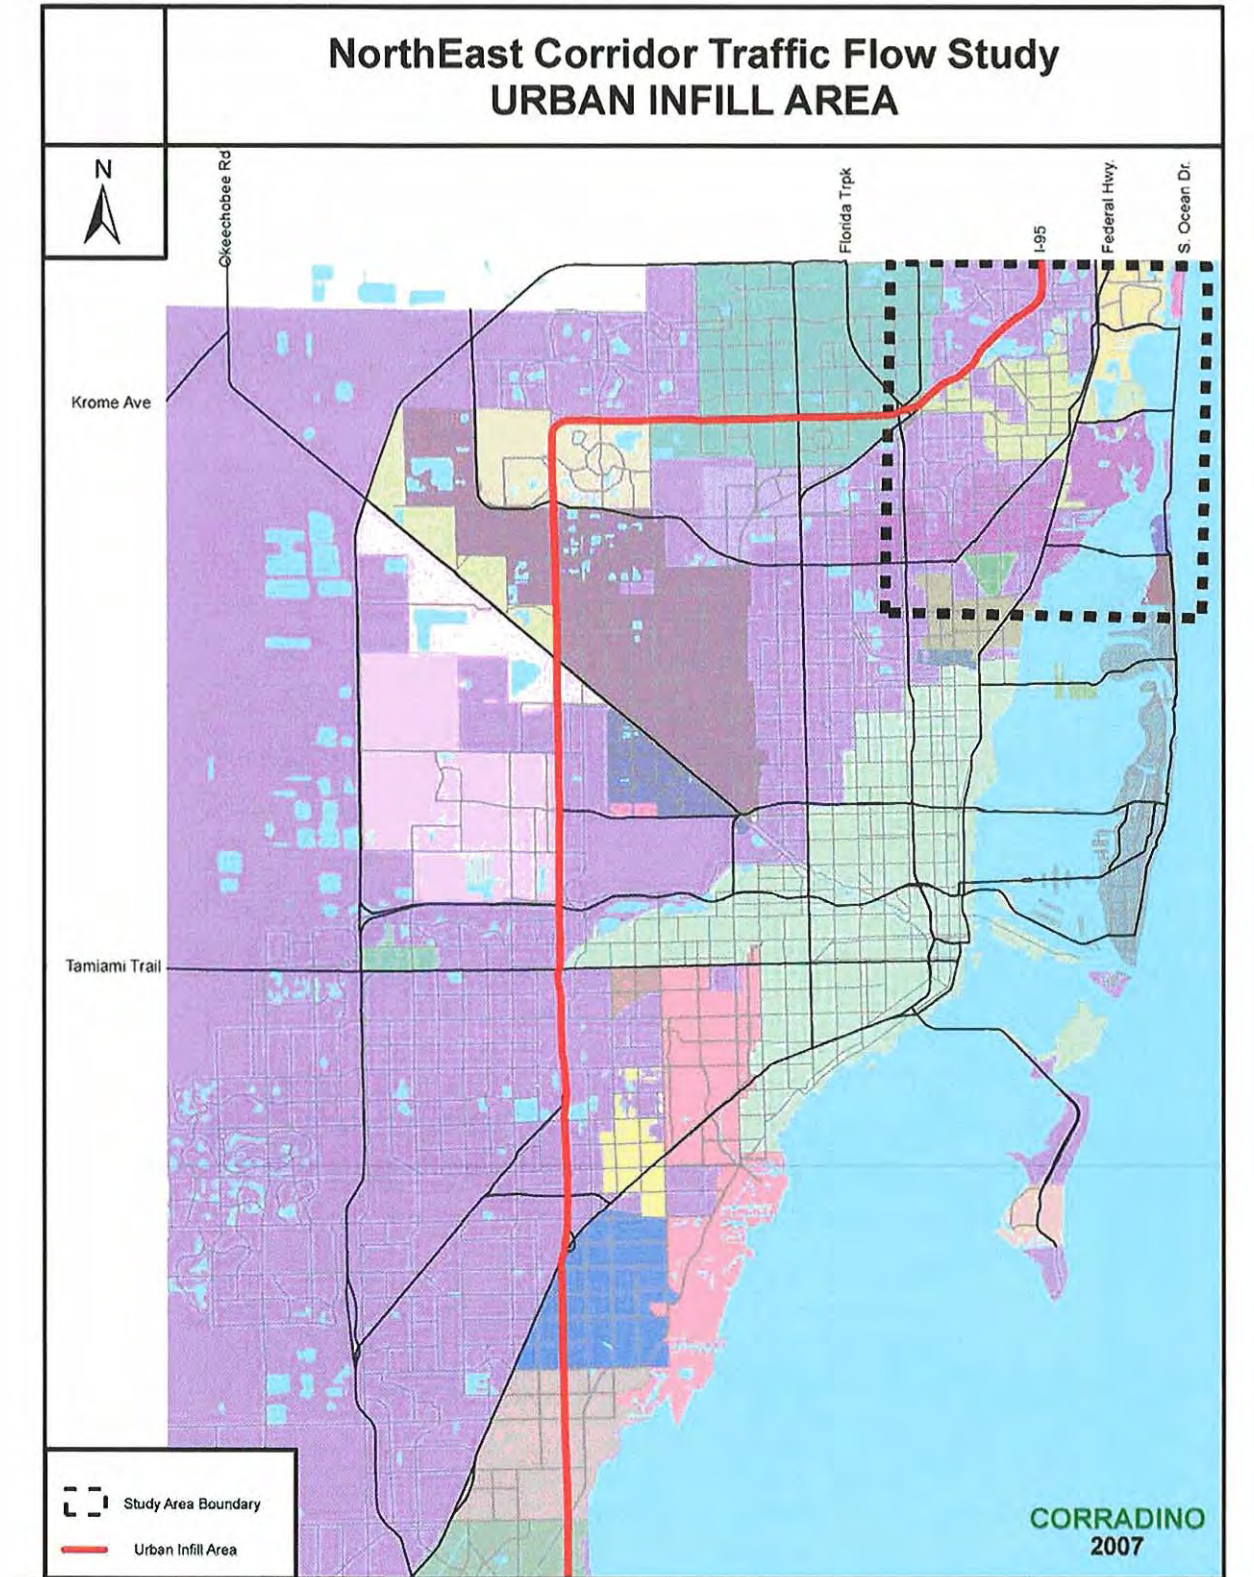 NorthEast Corridor Traffic Flow Study
URBAN INFILL AREA
N
Okeechobee Rd
Florida Trpk
I-95
Federal Hwy.
S. Ocean Dr.
Krome Ave
Tamiami Trail
Study Area Boundary
Urban Infill Area
CORRADINO
2007